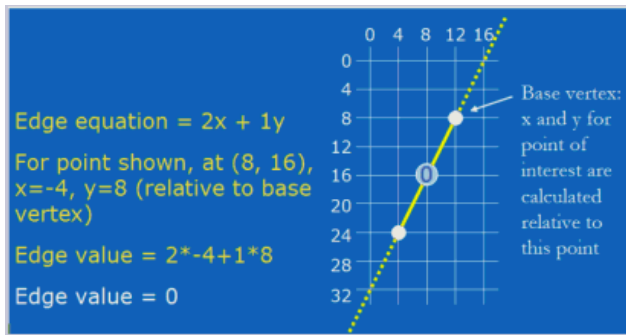 Edge equation = 2x + 1y
For point shown, at (8, 16),
x=-4, y=8 (relative to base
vertex)
Edge value = 2*-4+1*8
Edge value = 0
0 4 8 12 16
0
4
8
12
16
20
24
28
32
0
Base vertex:
x and y for
point of
interest are
calculated
relative to
this point